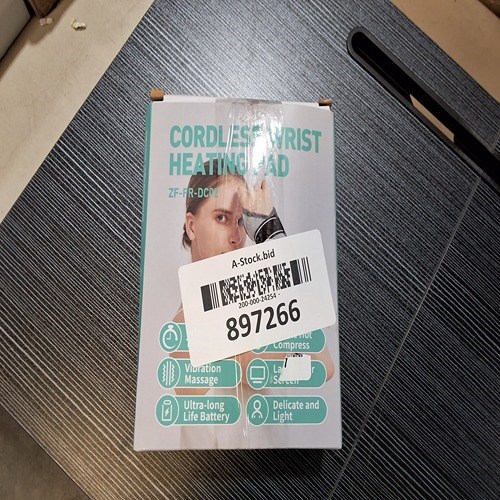 CORDLESS WRIST
HEATING PAD
A-Stock.bid
200-000-24254
897266
Compress
Vibration
Massage
Screen
Ultra-long
Life Battery
Delicate and
Light